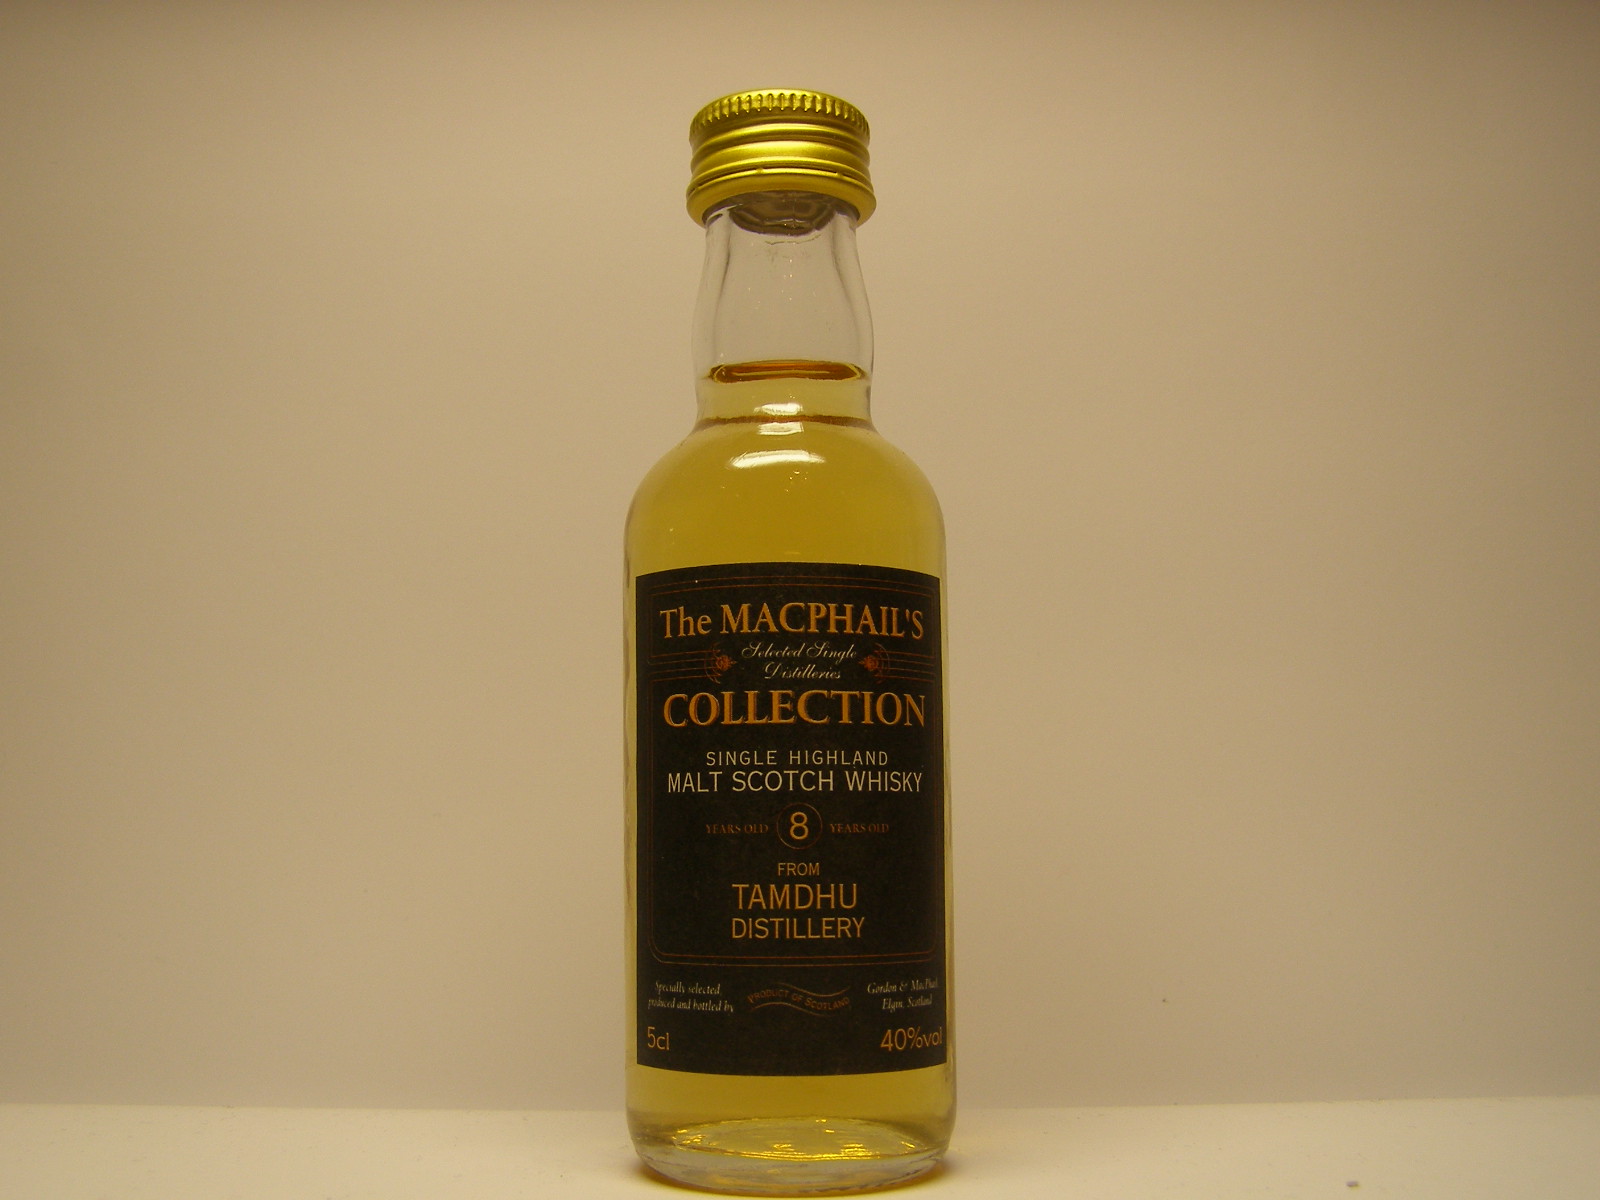 The MACPHAIL'S
Selected Single
Distilleries
COLLECTION
SINGLE HIGHLAND
MALT SCOTCH WHISKY
YEARS OLD 8 YEARS OLD
FROM
TAMDHU
DISTILLERY
Specially selected,
produced and bottled by
PRODUCT OF SCOTLAND
Gordon & MacPhail
Elgin, Scotland
5cl
40%vol